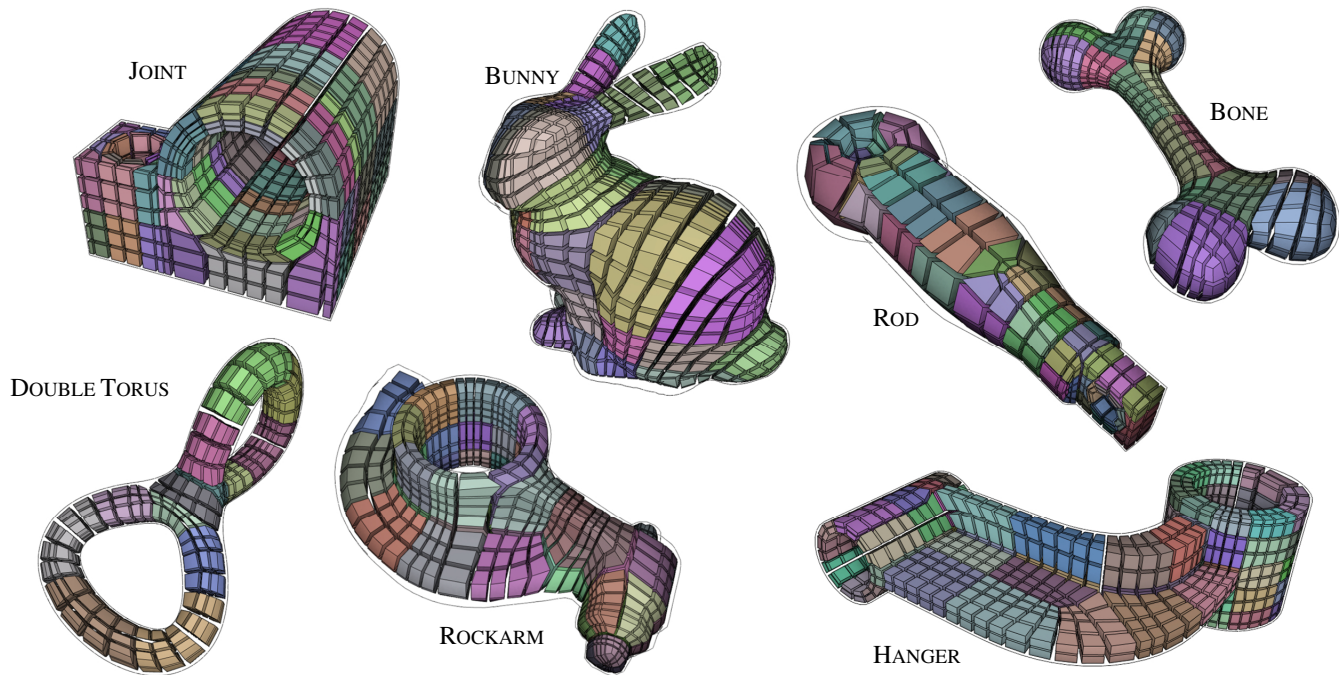 JOINT
BUNNY
BONE
ROD
DOUBLE TORUS
ROCKARM
HANGER